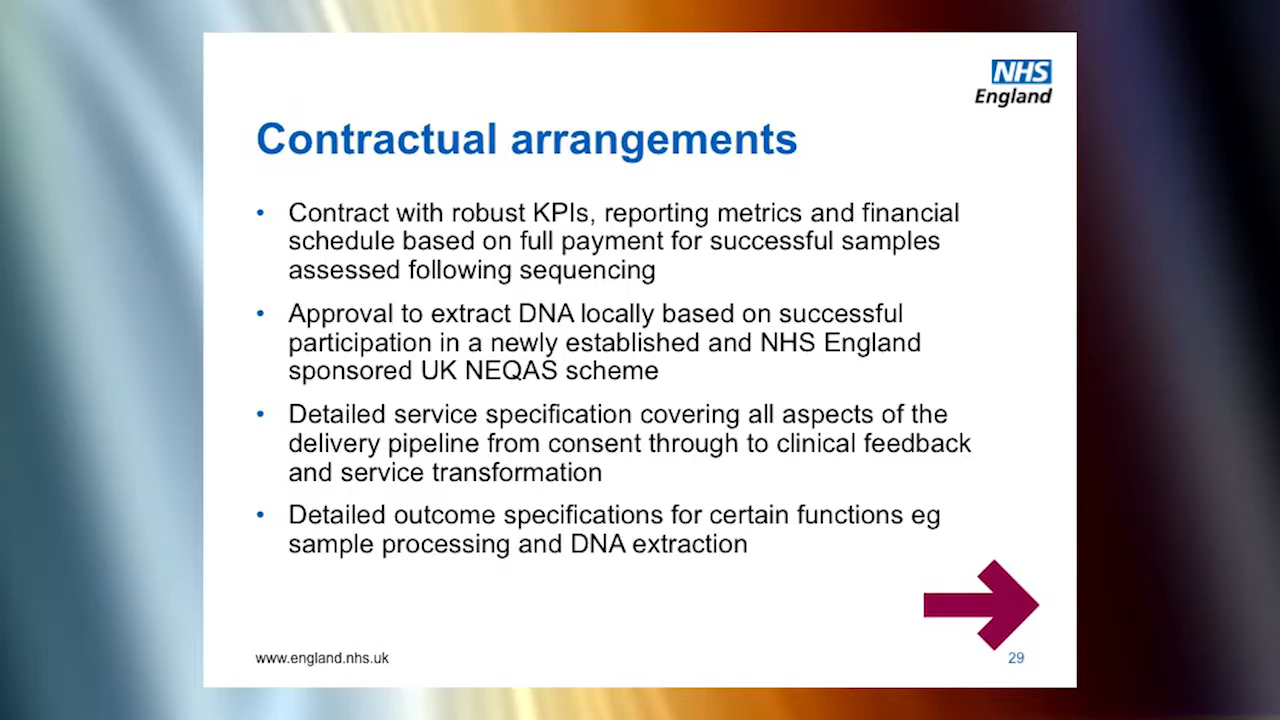 NHS
England
Contractual arrangements
• Contract with robust KPIs, reporting metrics and financial
schedule based on full payment for successful samples
assessed following sequencing
• Approval to extract DNA locally based on successful
participation in a newly established and NHS England
sponsored UK NEQAS scheme
• Detailed service specification covering all aspects of the
delivery pipeline from consent through to clinical feedback
and service transformation
• Detailed outcome specifications for certain functions eg
sample processing and DNA extraction
www.england.nhs.uk
29